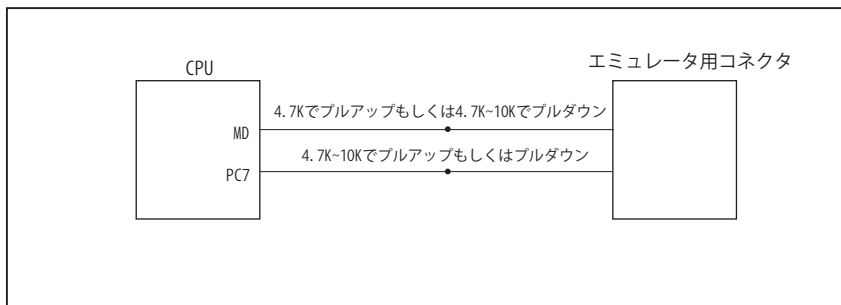 CPU
エミュレータ用コネクタ
4.7Kでプルアップもしくは4.7K~10Kでプルダウン
MD
4.7K~10Kでプルアップもしくはプルダウン
PC7